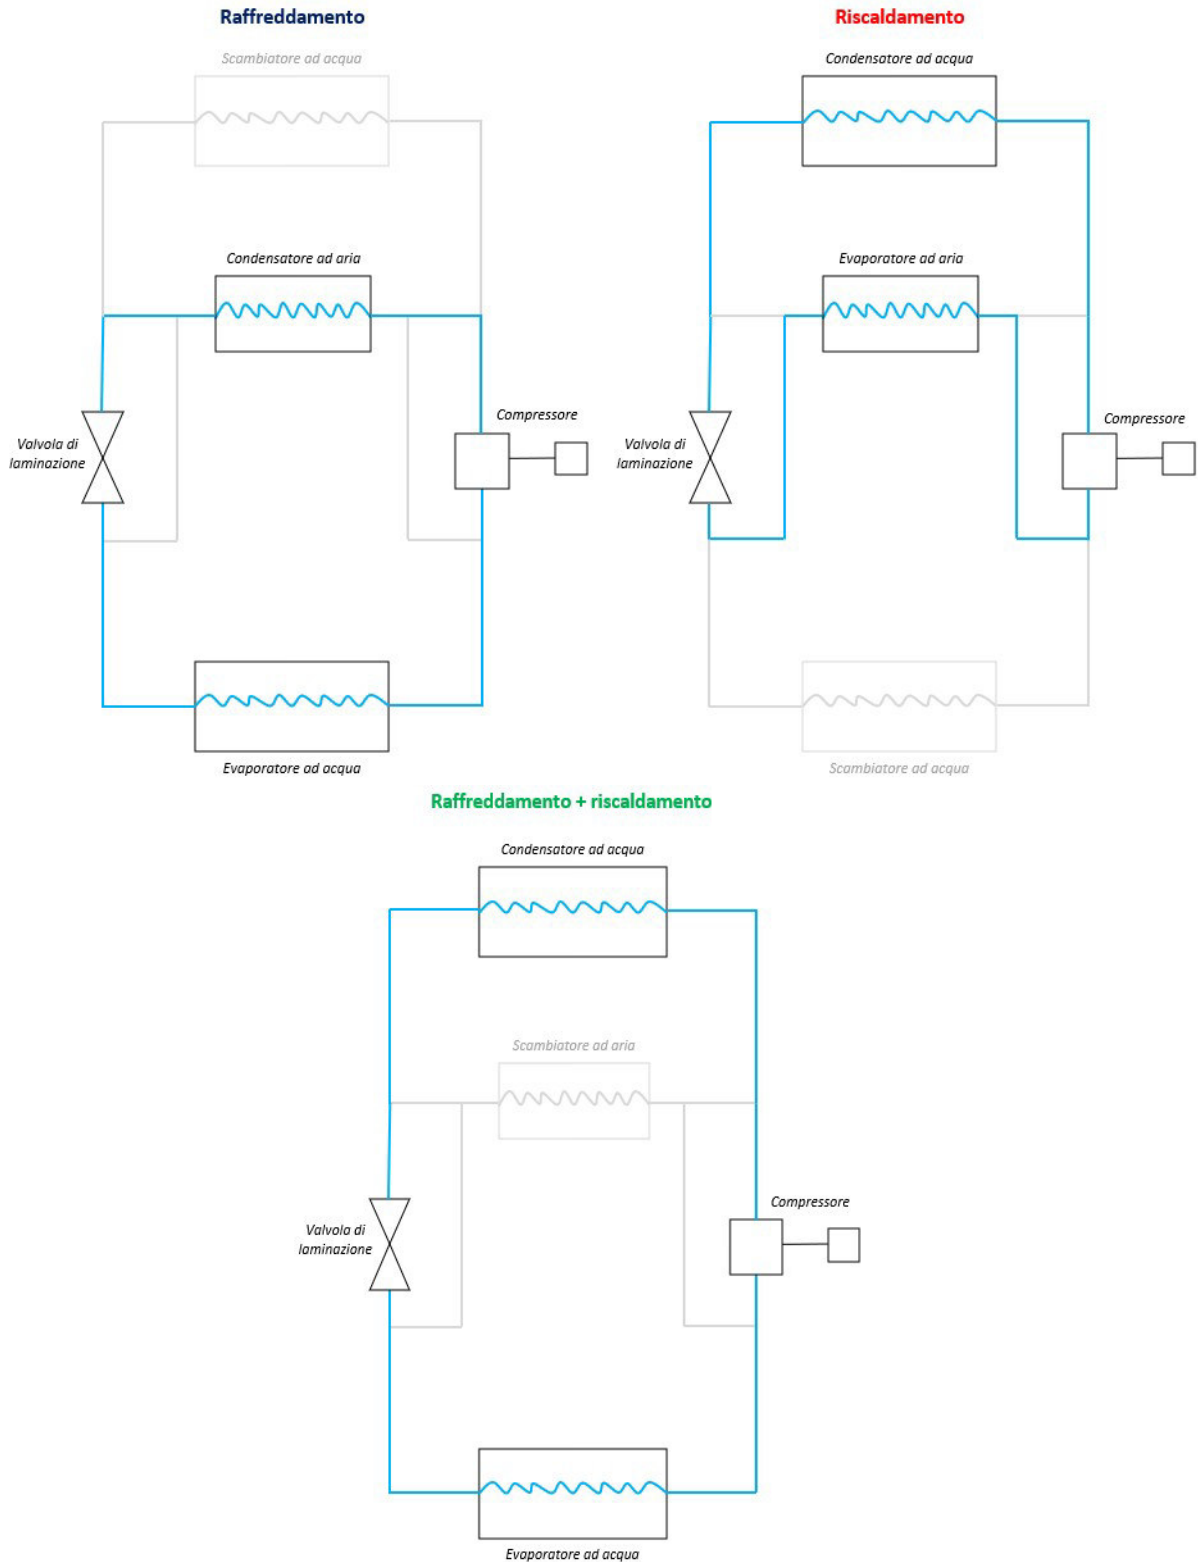 Raffreddamento
Scambiatore ad acqua
Condensatore ad aria
Compressore
Valvola di
laminazione
Evaporatore ad acqua
Riscaldamento
Condensatore ad acqua
Evaporatore ad aria
Compressore
Valvola di
laminazione
Scambiatore ad acqua
Raffreddamento + riscaldamento
Condensatore ad acqua
Scambiatore ad aria
Compressore
Valvola di
laminazione
Evaporatore ad acqua